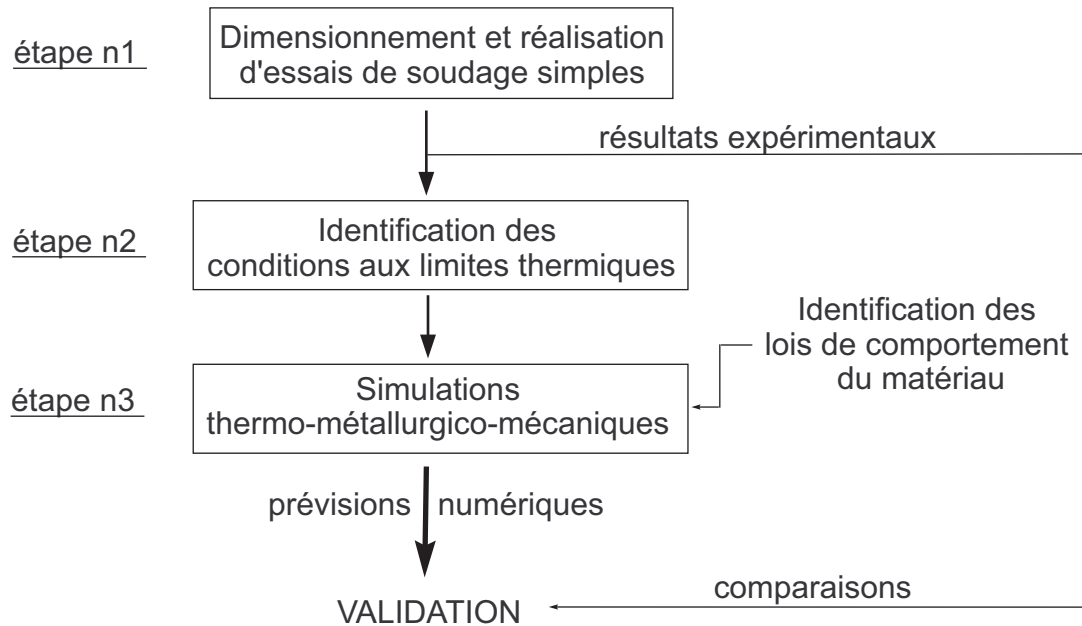 étape n1
Dimensionnement et réalisation
d'essais de soudage simples
résultats expérimentaux
étape n2
Identification des
conditions aux limites thermiques
Identification des
lois de comportement
du matériau
étape n3
Simulations
thermo-métallurgico-mécaniques
prévisions numériques
comparaisons
VALIDATION